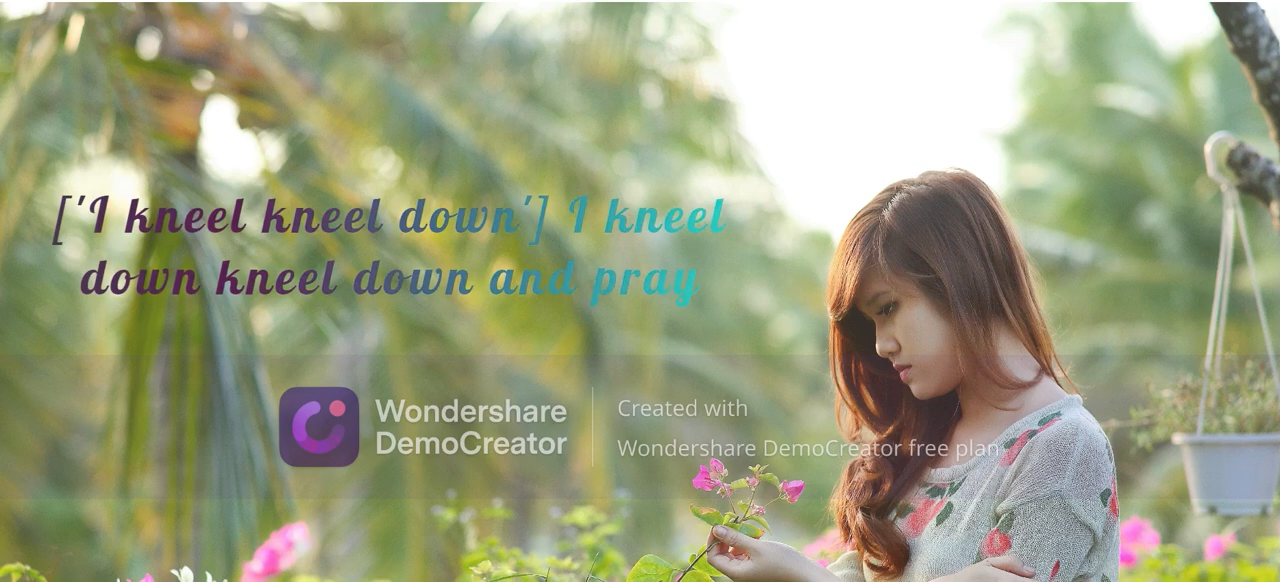 ['I kneel kneel down'] I kneel
down kneel down and pray
Wondershare
DemoCreator
Created with
Wondershare DemoCreator free plan